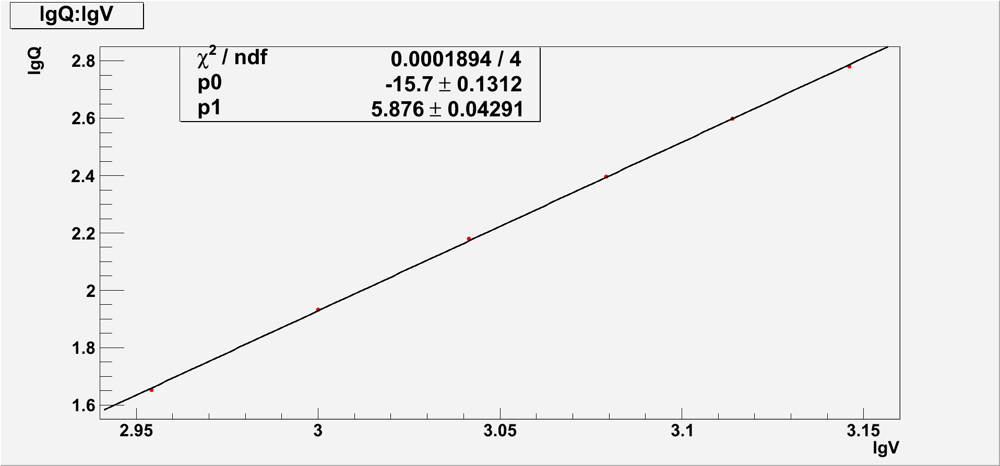 lgQ:lgV
lgQ
χ² / ndf 0.0001894 / 4
p0 -15.7 ± 0.1312
p1 5.876 ± 0.04291
2.8
2.6
2.4
2.2
2
1.8
1.6
2.95 3 3.05 3.1 3.15
lgV